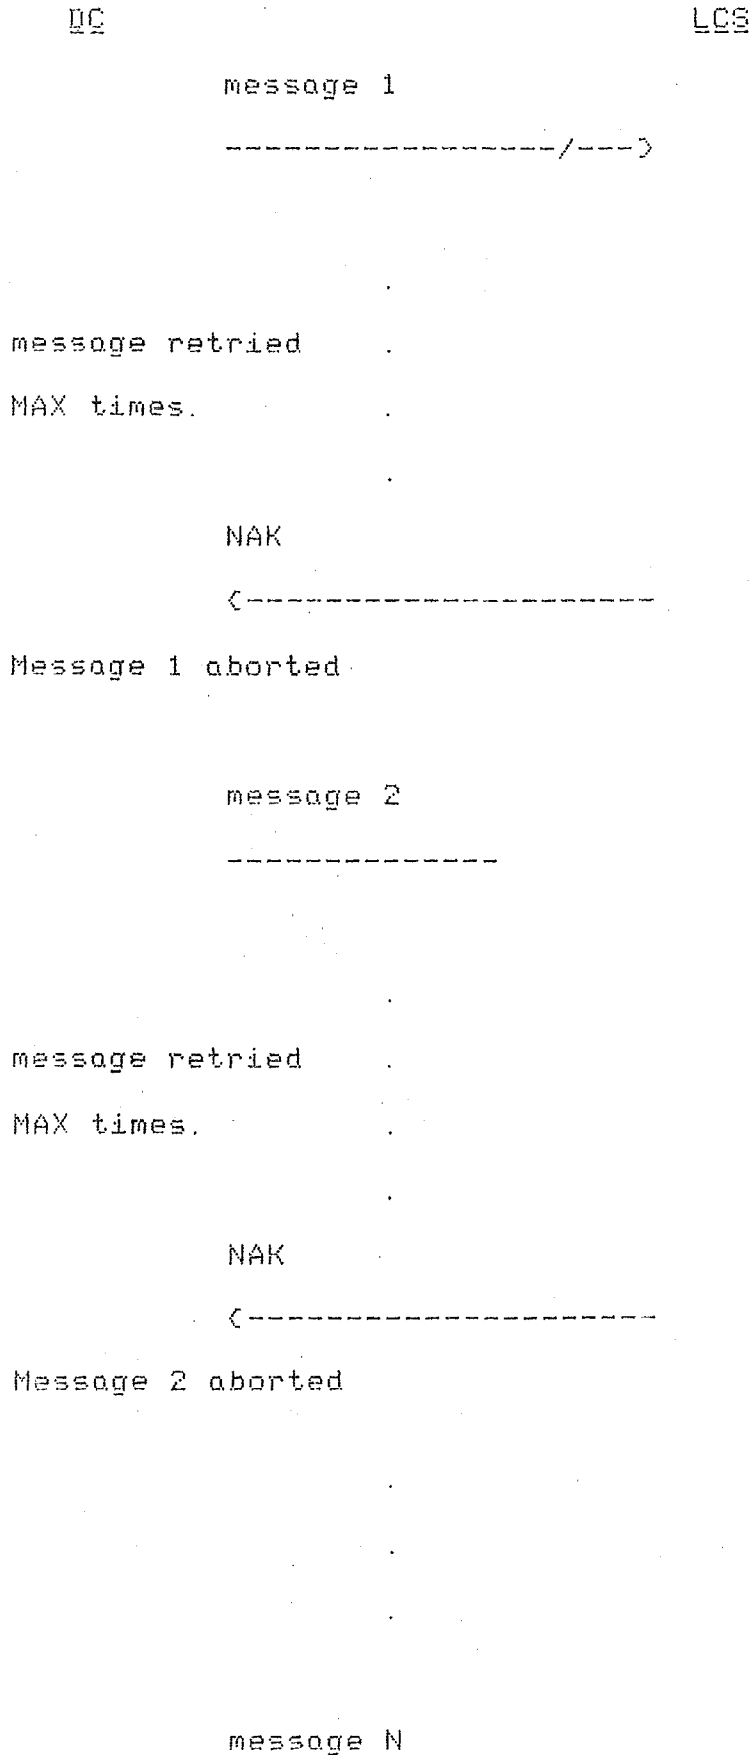 DC LCS
message 1
-----------------/--->
.
message retried .
MAX times. .
.
NAK
<---------------------
Message 1 aborted
message 2
--------------
.
message retried .
MAX times. .
.
NAK
<---------------------
Message 2 aborted
.
.
.
message N